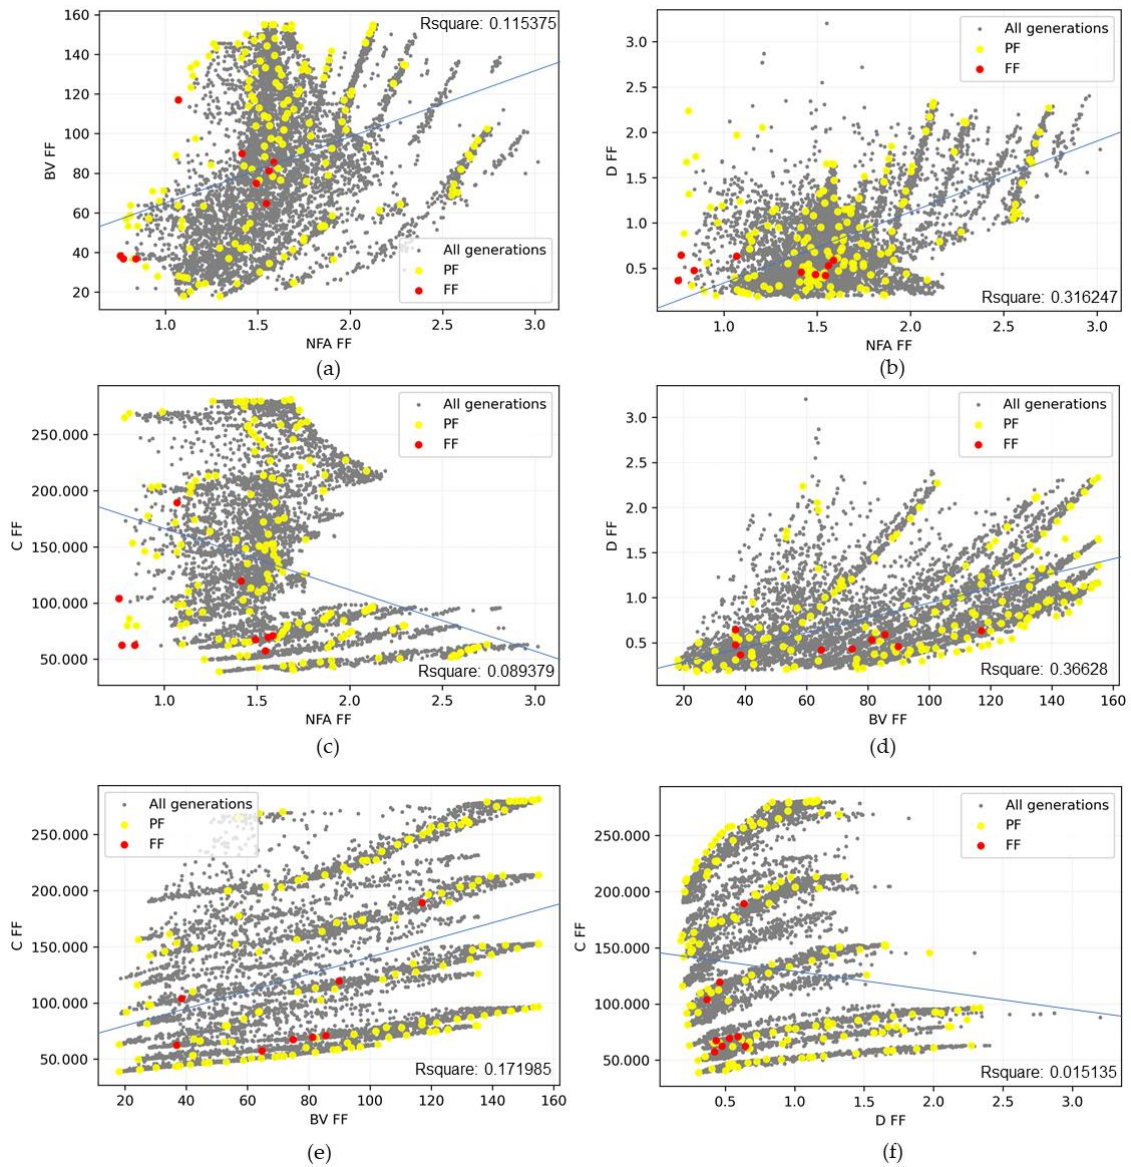 160
140
120
100
80
60
40
20
BV FF
Rsquare: 0.115375
All generations
PF
FF
1.0 1.5 2.0 2.5 3.0
NFA FF
(a)
3.0
2.5
2.0
1.5
1.0
0.5
D FF
All generations
PF
FF
Rsquare: 0.316247
1.0 1.5 2.0 2.5 3.0
NFA FF
(b)
250.000
200.000
150.000
100.000
50.000
C FF
All generations
PF
FF
Rsquare: 0.089379
1.0 1.5 2.0 2.5 3.0
NFA FF
(c)
3.0
2.5
2.0
1.5
1.0
0.5
D FF
All generations
PF
FF
Rsquare: 0.36628
20 40 60 80 100 120 140 160
BV FF
(d)
250.000
200.000
150.000
100.000
50.000
C FF
All generations
PF
FF
Rsquare: 0.171985
20 40 60 80 100 120 140 160
BV FF
(e)
250.000
200.000
150.000
100.000
50.000
C FF
All generations
PF
FF
Rsquare: 0.015135
0.5 1.0 1.5 2.0 2.5 3.0
D FF
(f)